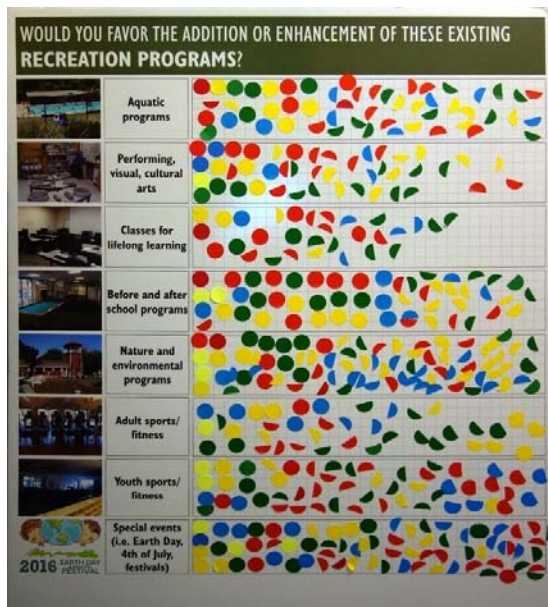 WOULD YOU FAVOR THE ADDITION OR ENHANCEMENT OF THESE EXISTING
RECREATION PROGRAMS?
Aquatic
programs
Performing,
visual, cultural
arts
Classes for
lifelong learning
Before and after
school programs
Nature and
environmental
programs
Adult sports/
fitness
Youth sports/
fitness
Special events
(i.e. Earth Day,
4th of July,
festivals)
2016 EARTH DAY
FESTIVAL